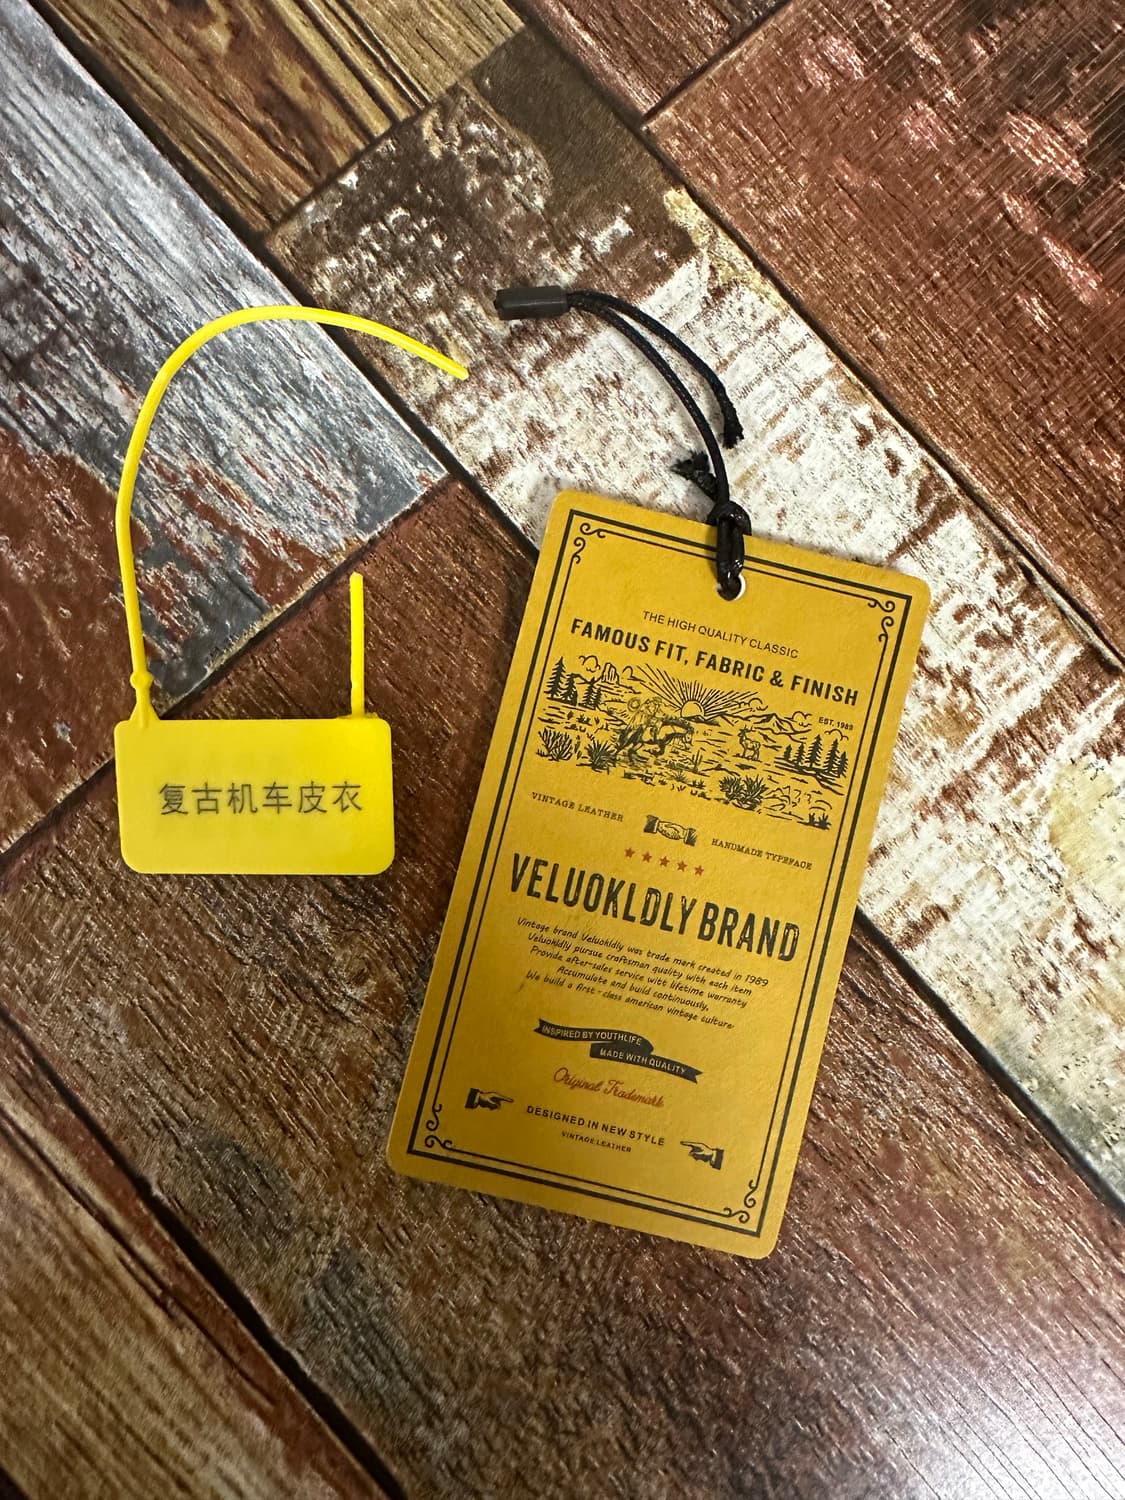 复古机车皮衣
THE HIGH QUALITY CLASSIC
FAMOUS FIT, FABRIC & FINISH
EST. 1989
VINTAGE LEATHER
HANDMADE TYPEFACE
VELUOKLDLY BRAND
Vintage brand Veluokldly was trade mark created in 1989
Veluokldly pursue craftsman quality with each item
Provide after-sales service witt lifetime warranty
Accumulate and build continuously,
We build a first-class american vintage culture
INSPIRED BY YOUTHLIFE
MADE WITH QUALITY
Original Trademark
DESIGNED IN NEW STYLE
VINTAGE LEATHER